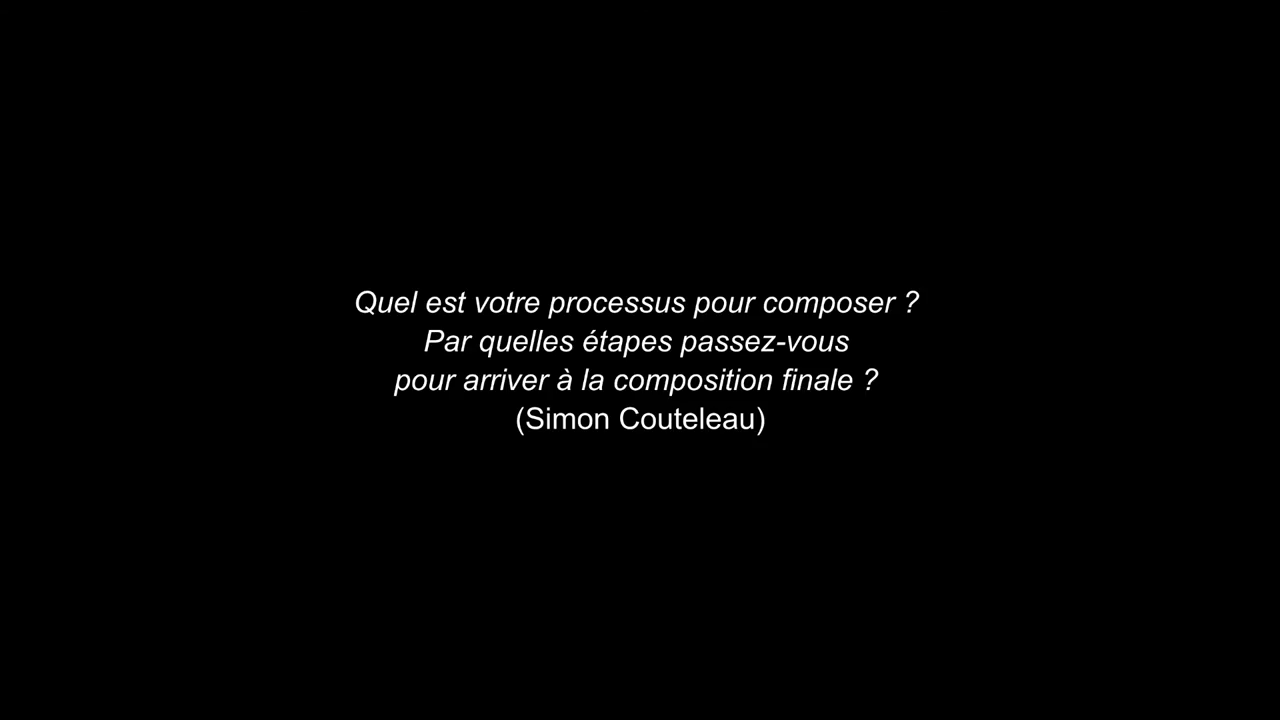 Quel est votre processus pour composer ?
Par quelles étapes passez-vous
pour arriver à la composition finale ?
(Simon Couteleau)